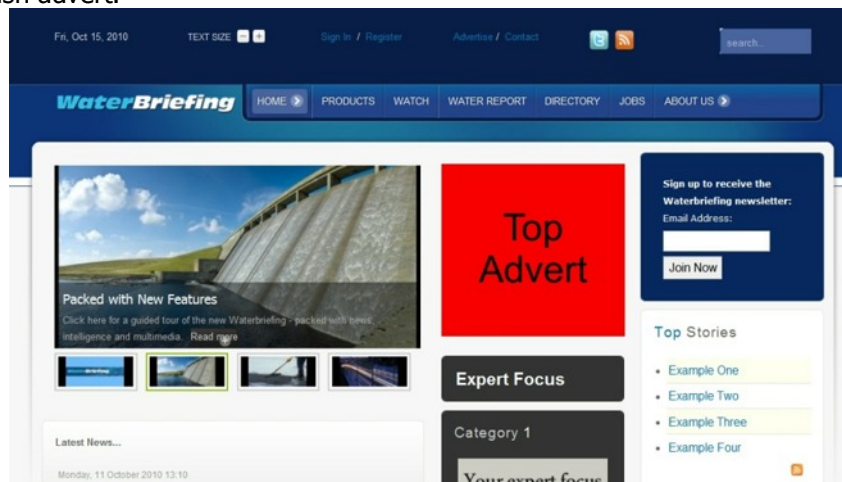 Fri, Oct 15, 2010 TEXT SIZE - + Sign In / Register Advertise / Contact search...
WaterBriefing HOME PRODUCTS WATCH WATER REPORT DIRECTORY JOBS ABOUT US
Top
Advert
Packed with New Features
Click here for a guided tour of the new Waterbriefing - packed with news,
intelligence and multimedia. Read more
Expert Focus
Category 1
Your expert focus
Latest News...
Monday, 11 October 2010 13:10
Sign up to receive the
Waterbriefing newsletter:
Email Address:
Join Now
Top Stories
Example One
Example Two
Example Three
Example Four